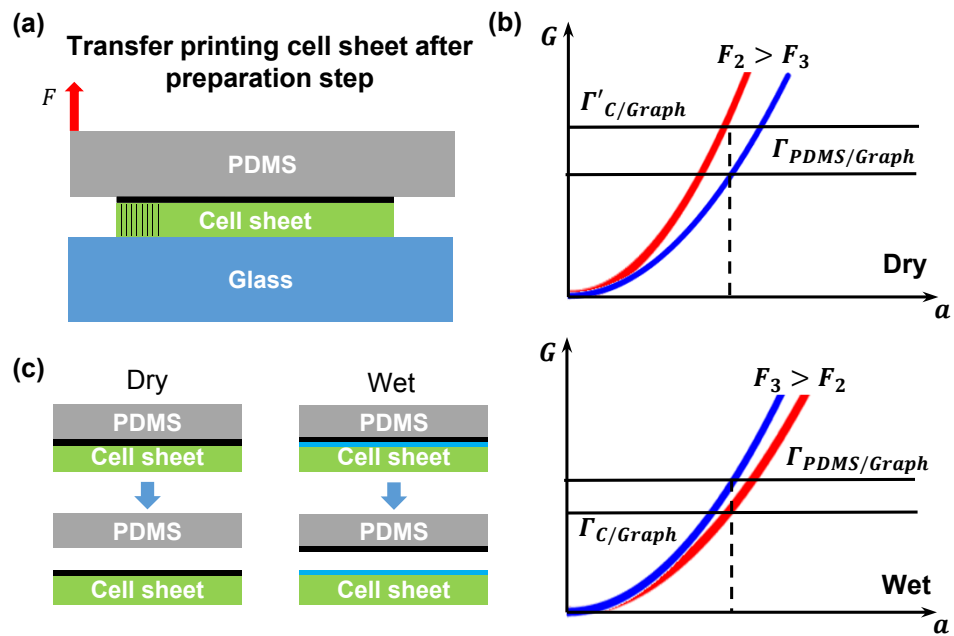 (a)
Transfer printing cell sheet after
preparation step
F
PDMS
Cell sheet
Glass
(b)
G
F₂ > F₃
Γ′C/Graph
ΓPDMS/Graph
Dry
a
G
F₃ > F₂
ΓPDMS/Graph
ΓC/Graph
Wet
a
(c)
Dry
Wet
PDMS
Cell sheet
PDMS
Cell sheet
PDMS
Cell sheet
PDMS
Cell sheet